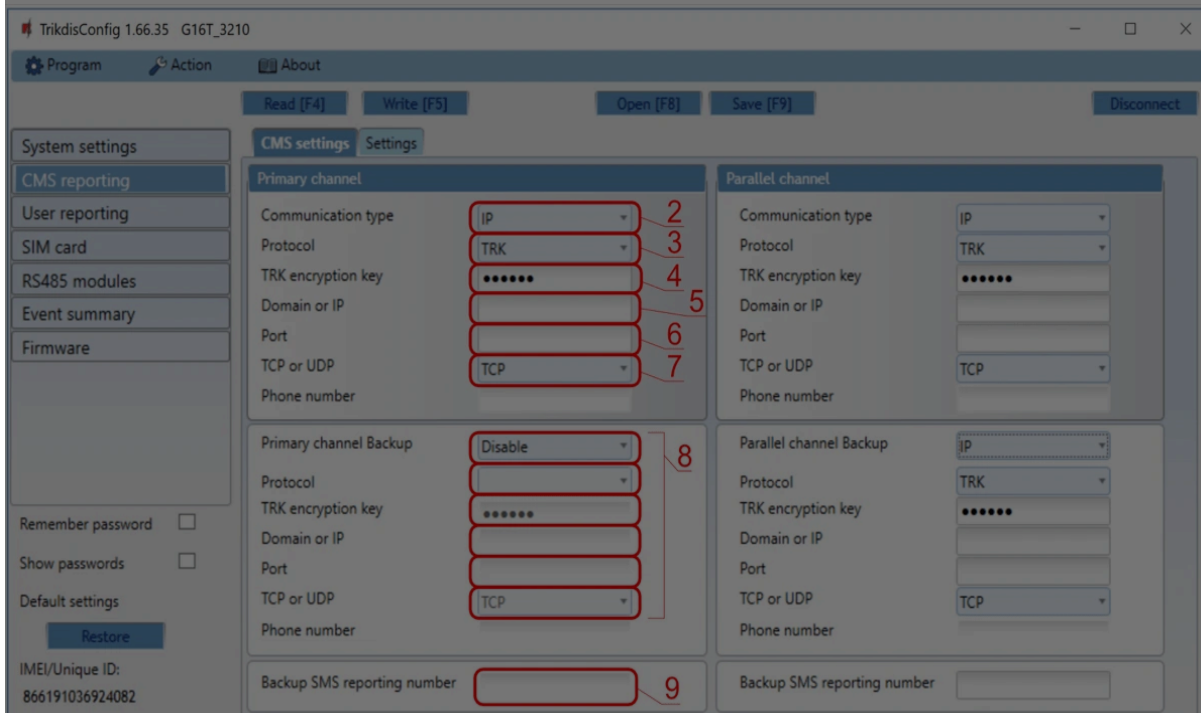 TrikdisConfig 1.66.35 G16T_3210
Program Action About
Read [F4] Write [F5] Open [F8] Save [F9] Disconnect
System settings
CMS reporting
User reporting
SIM card
RS485 modules
Event summary
Firmware
Remember password
Show passwords
Default settings
Restore
IMEI/Unique ID:
866191036924082
CMS settings Settings
Primary channel
Communication type IP 2
Protocol TRK 3
TRK encryption key •••••• 4
Domain or IP 5
Port 6
TCP or UDP TCP 7
Phone number
Primary channel Backup Disable 8
Protocol
TRK encryption key ••••••
Domain or IP
Port
TCP or UDP TCP
Phone number
Backup SMS reporting number 9
Parallel channel
Communication type IP
Protocol TRK
TRK encryption key ••••••
Domain or IP
Port
TCP or UDP TCP
Phone number
Parallel channel Backup IP
Protocol TRK
TRK encryption key ••••••
Domain or IP
Port
TCP or UDP TCP
Phone number
Backup SMS reporting number